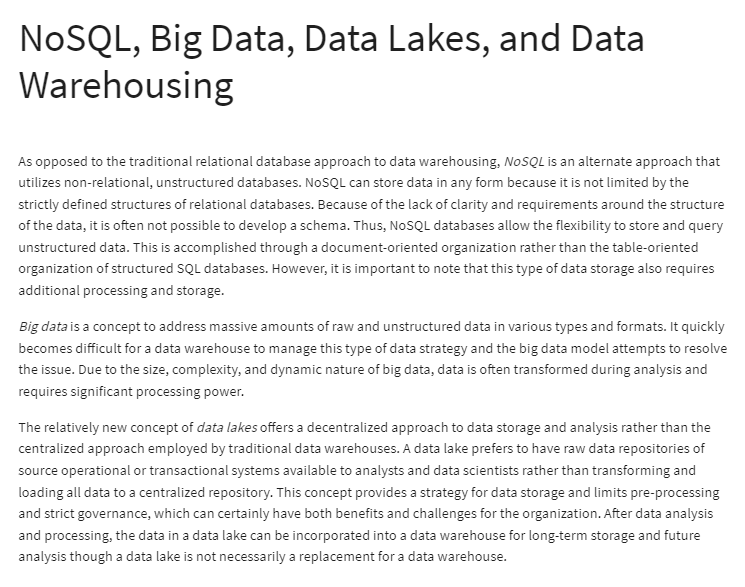 NoSQL, Big Data, Data Lakes, and Data
Warehousing
As opposed to the traditional relational database approach to data warehousing, NoSQL is an alternate approach that
utilizes non-relational, unstructured databases. NoSQL can store data in any form because it is not limited by the
strictly defined structures of relational databases. Because of the lack of clarity and requirements around the structure
of the data, it is often not possible to develop a schema. Thus, NoSQL databases allow the flexibility to store and query
unstructured data. This is accomplished through a document-oriented organization rather than the table-oriented
organization of structured SQL databases. However, it is important to note that this type of data storage also requires
additional processing and storage.
Big data is a concept to address massive amounts of raw and unstructured data in various types and formats. It quickly
becomes difficult for a data warehouse to manage this type of data strategy and the big data model attempts to resolve
the issue. Due to the size, complexity, and dynamic nature of big data, data is often transformed during analysis and
requires significant processing power.
The relatively new concept of data lakes offers a decentralized approach to data storage and analysis rather than the
centralized approach employed by traditional data warehouses. A data lake prefers to have raw data repositories of
source operational or transactional systems available to analysts and data scientists rather than transforming and
loading all data to a centralized repository. This concept provides a strategy for data storage and limits pre-processing
and strict governance, which can certainly have both benefits and challenges for the organization. After data analysis
and processing, the data in a data lake can be incorporated into a data warehouse for long-term storage and future
analysis though a data lake is not necessarily a replacement for a data warehouse.